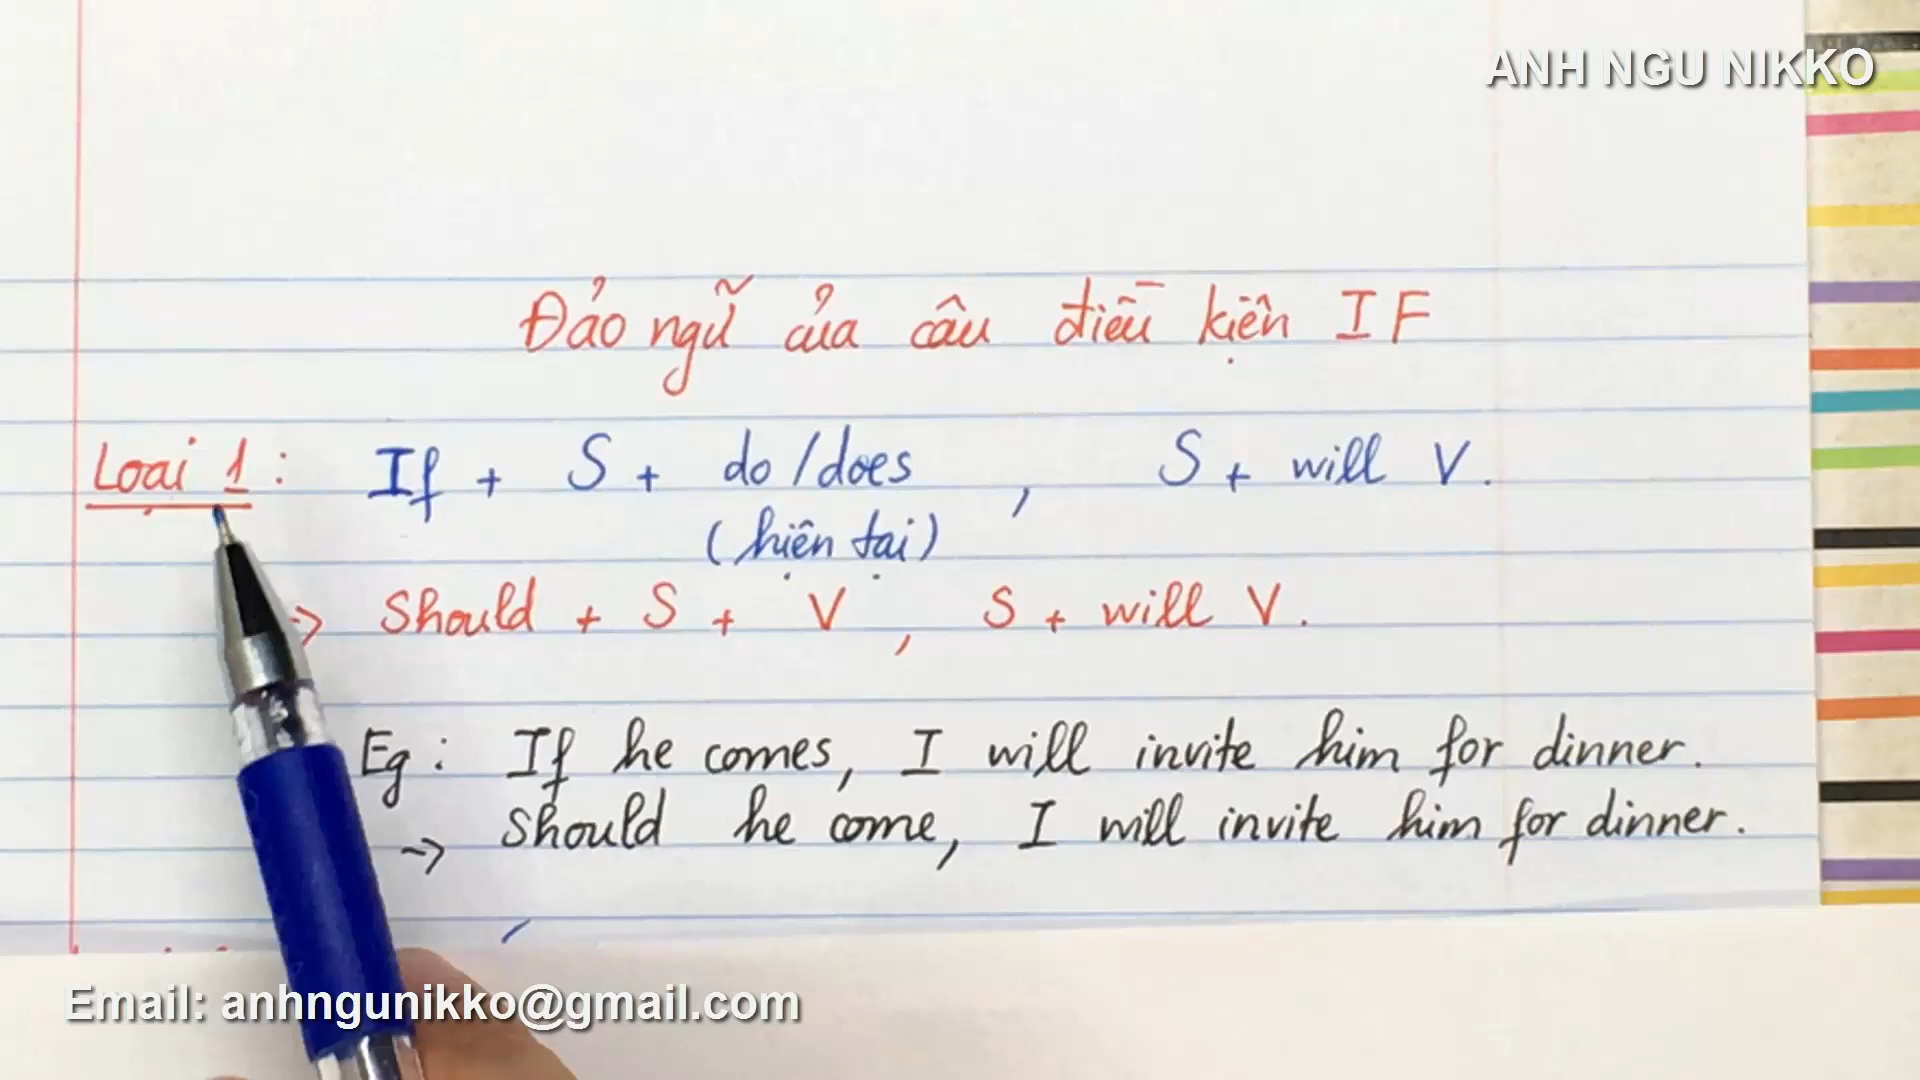 ANH NGU NIKKO
Đảo ngữ của câu điều kiện IF
Loại 1: If + S + do/does, S + will V.
(hiện tại)
→ Should + S + V, S + will V.
Eg: If he comes, I will invite him for dinner.
→ Should he come, I will invite him for dinner.
Email: anhngunikko@gmail.com